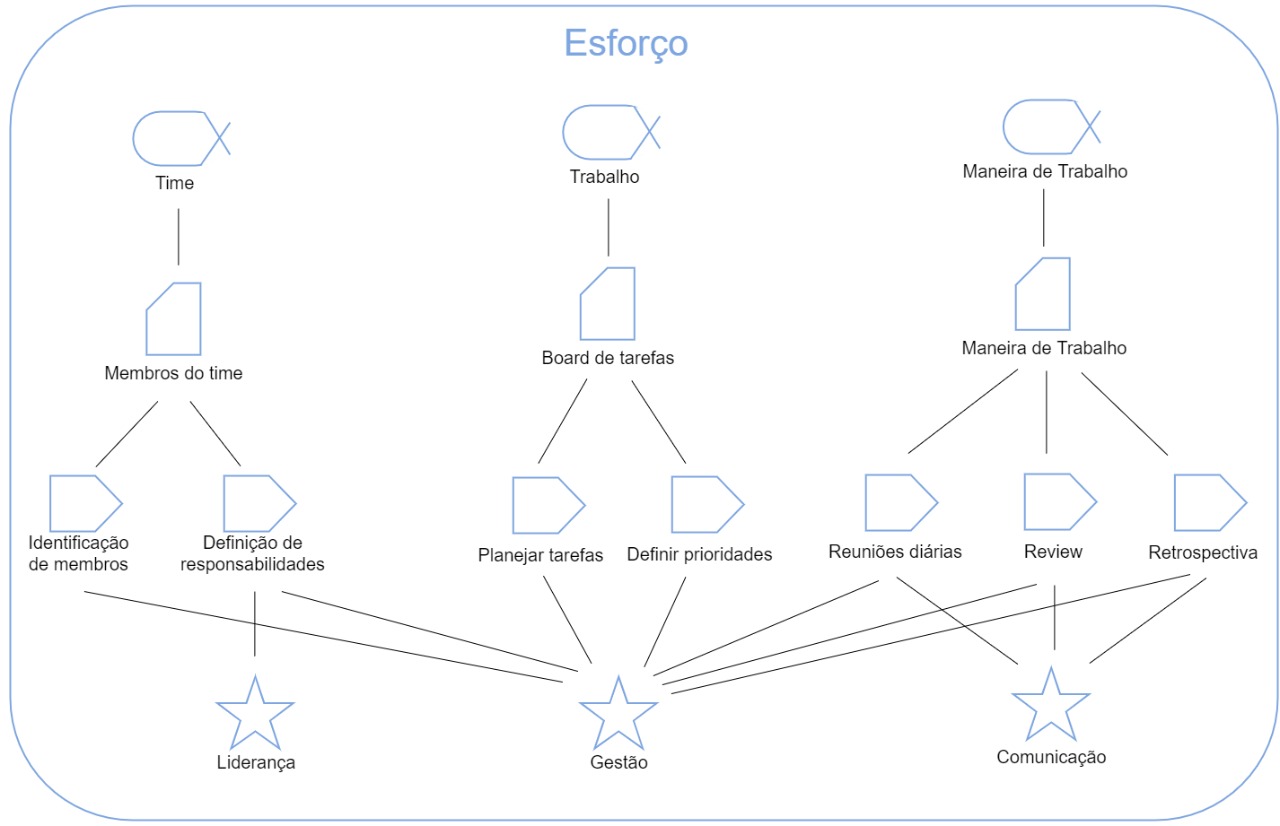 Esforço
Time
Trabalho
Maneira de Trabalho
Membros do time
Board de tarefas
Maneira de Trabalho
Identificação
de membros
Definição de
responsabilidades
Planejar tarefas
Definir prioridades
Reuniões diárias
Review
Retrospectiva
Liderança
Gestão
Comunicação